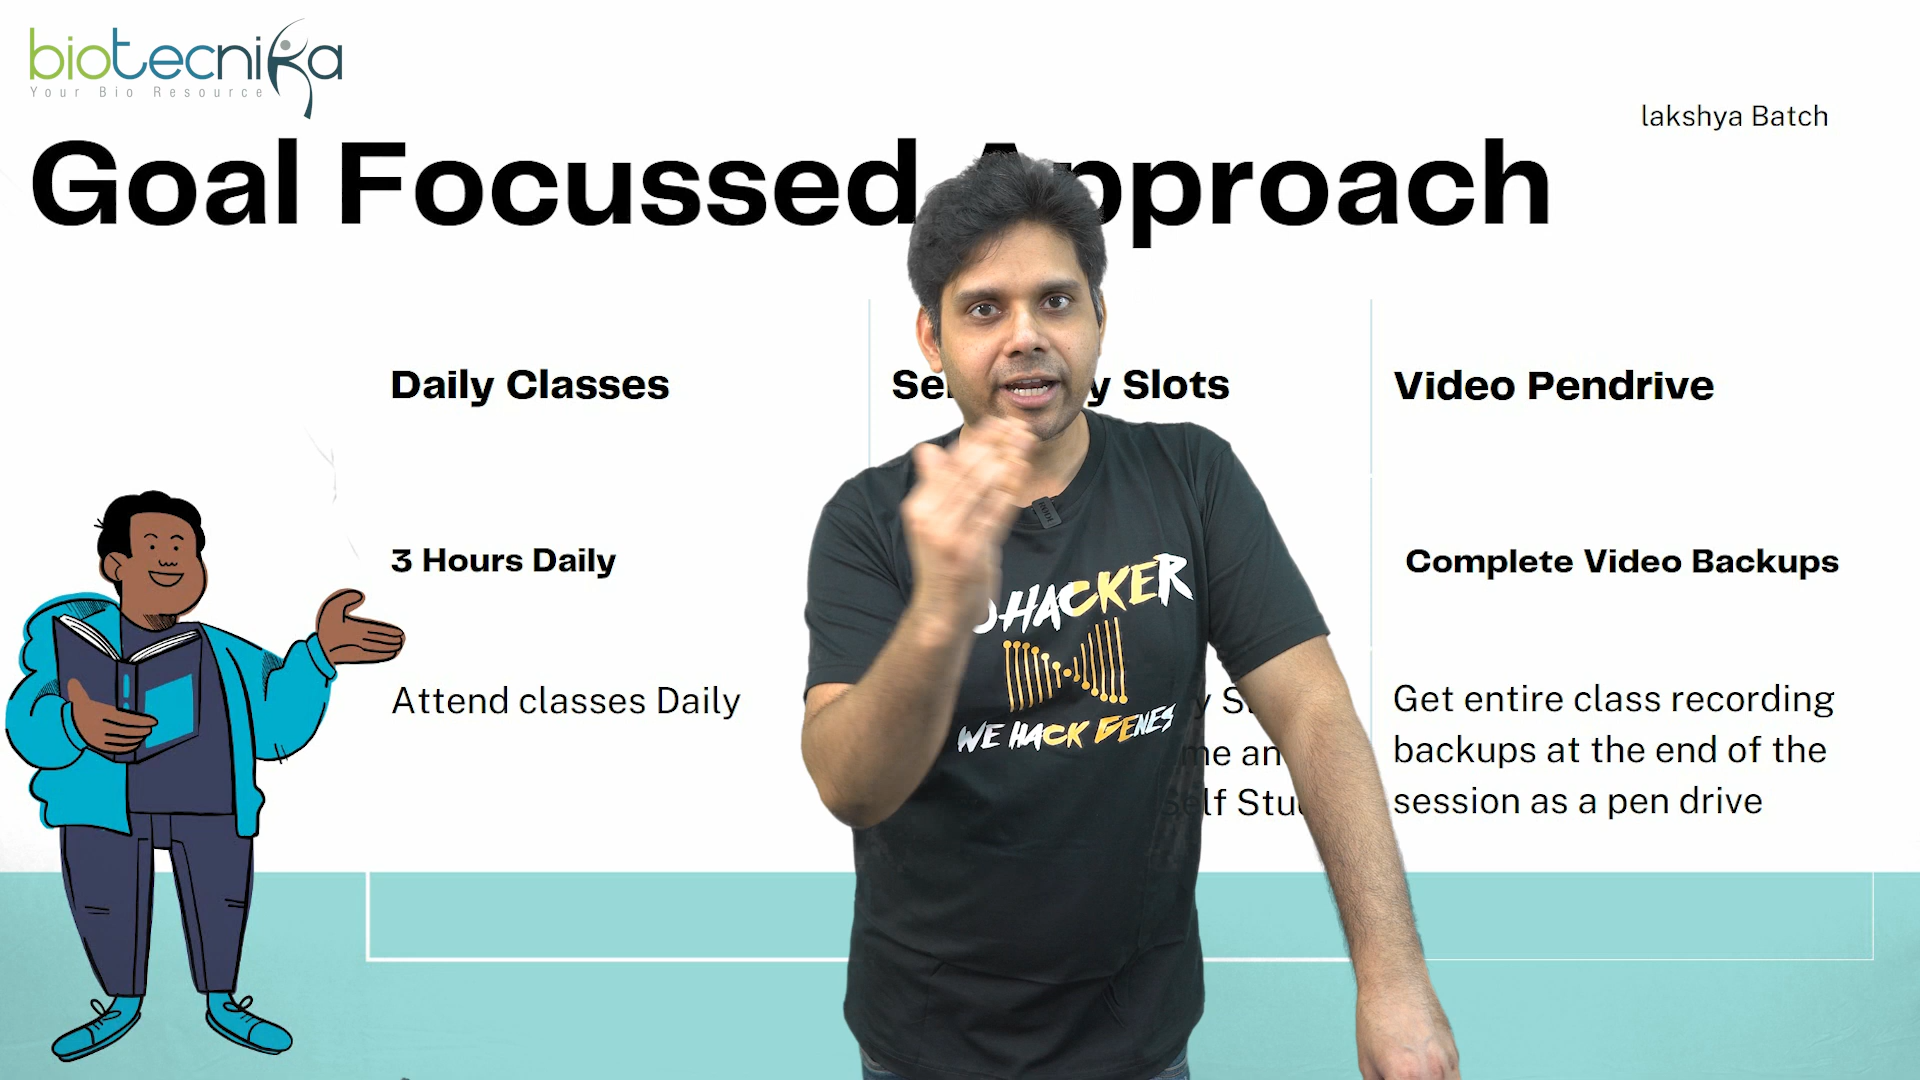 biotecnika
Your Bio Resource
lakshya Batch
Goal Focussed Approach
Daily Classes
Slots
Video Pendrive
3 Hours Daily
Complete Video Backups
HACKER
WE HACK GENES
Attend classes Daily
Get entire class recording
backups at the end of the
session as a pen drive